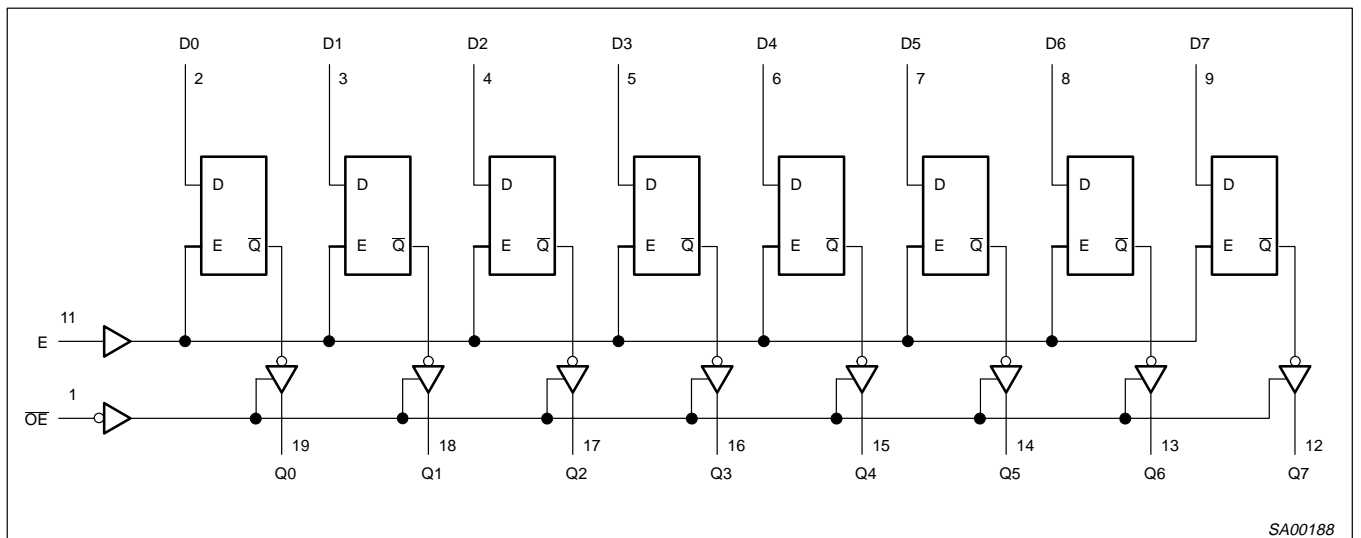 D0 D1 D2 D3 D4 D5 D6 D7
2 3 4 5 6 7 8 9
D D D D D D D D
E Q̅ E Q̅ E Q̅ E Q̅ E Q̅ E Q̅ E Q̅ E Q̅
11
E
1
O̅E̅
19 18 17 16 15 14 13 12
Q0 Q1 Q2 Q3 Q4 Q5 Q6 Q7
SA00188